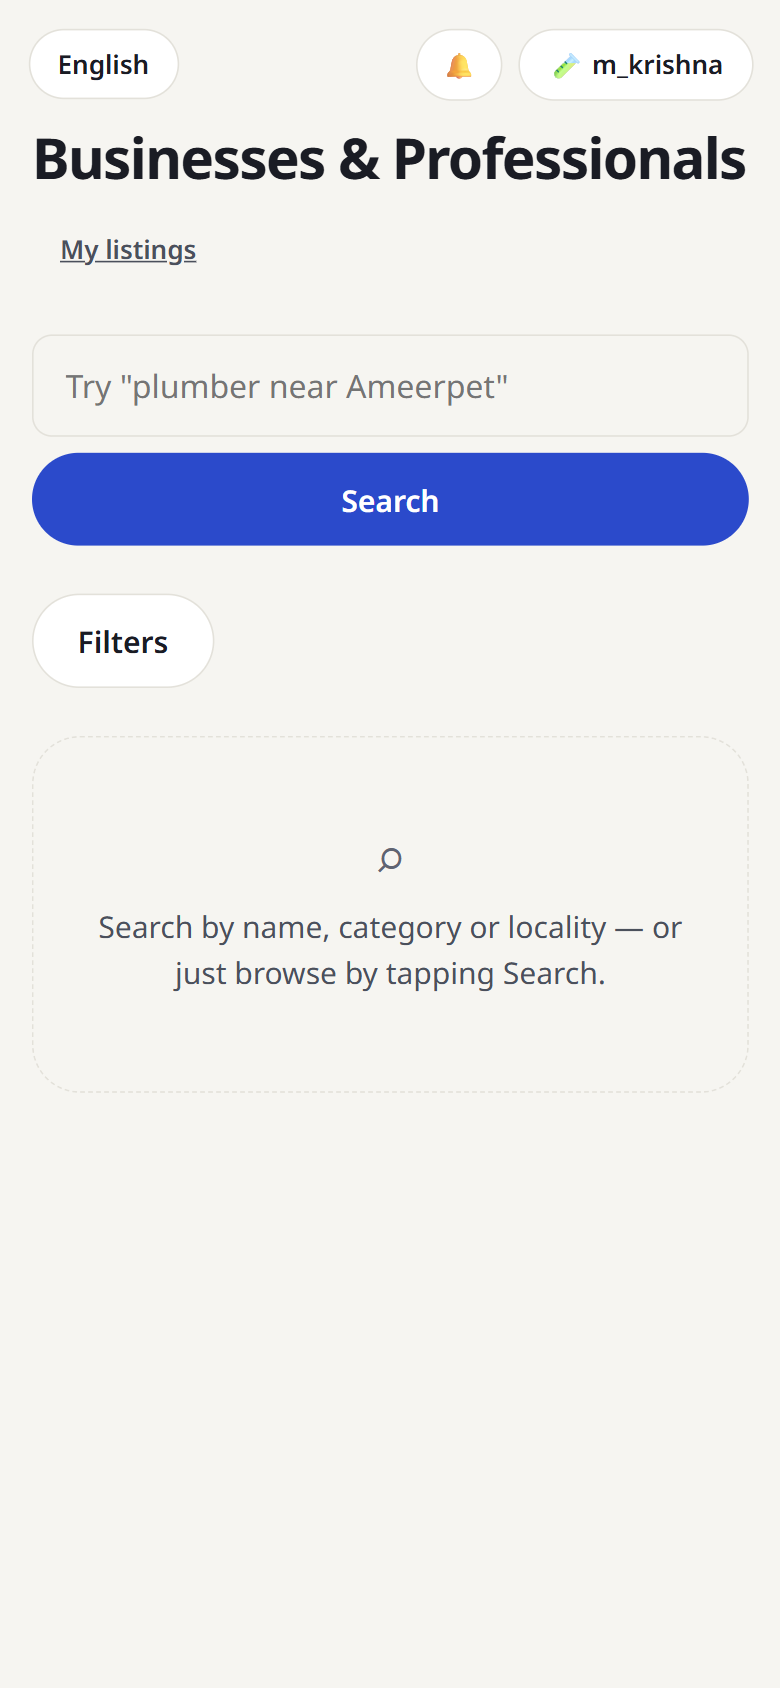 English
🔔
🧪 m_krishna
Businesses & Professionals
My listings
Try "plumber near Ameerpet"
Search
Filters
⌕
Search by name, category or locality — or
just browse by tapping Search.